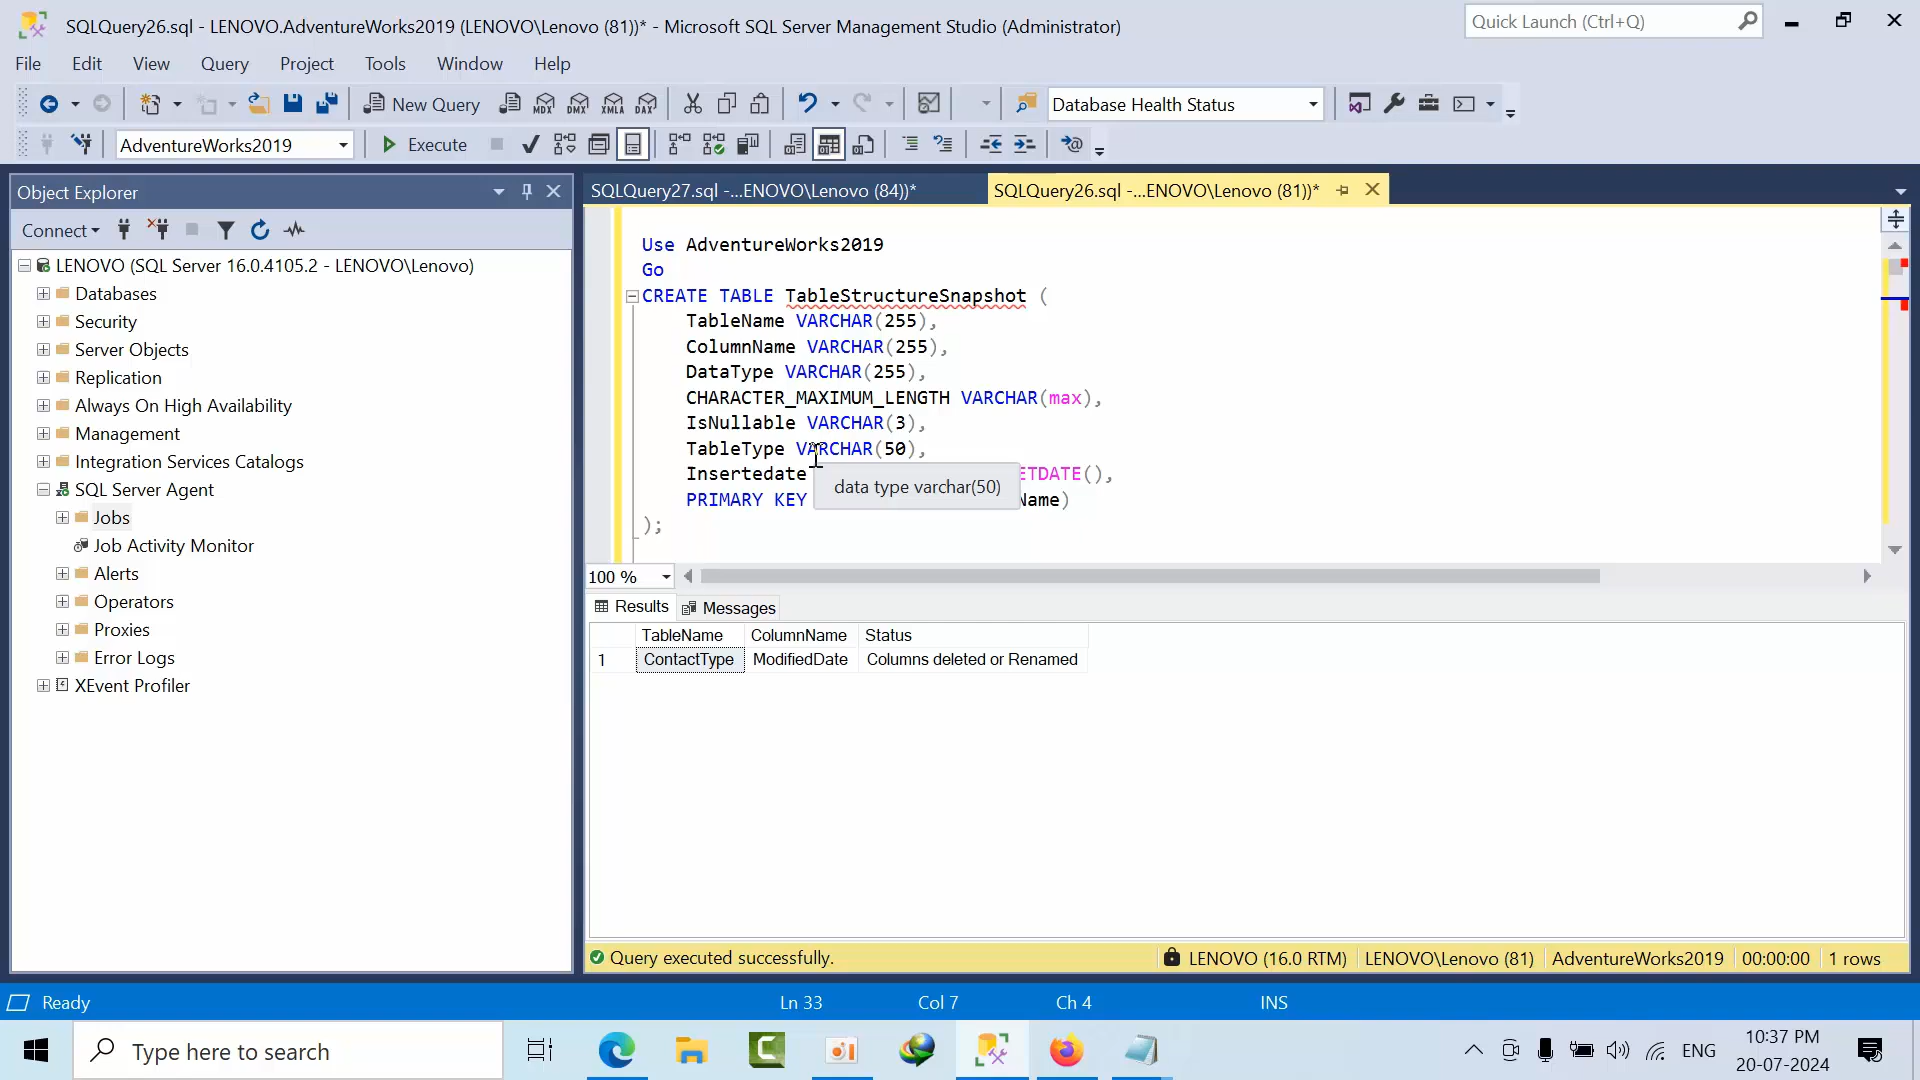 SQLQuery26.sql - LENOVO.AdventureWorks2019 (LENOVO\Lenovo (81))* - Microsoft SQL Server Management Studio (Administrator)
Quick Launch (Ctrl+Q)
File Edit View Query Project Tools Window Help
New Query
MDX DMX XMLA DAX
Database Health Status
AdventureWorks2019
Execute
Object Explorer
SQLQuery27.sql -...ENOVO\Lenovo (84))*
SQLQuery26.sql -...ENOVO\Lenovo (81))*
Connect
LENOVO (SQL Server 16.0.4105.2 - LENOVO\Lenovo)
Databases
Security
Server Objects
Replication
Always On High Availability
Management
Integration Services Catalogs
SQL Server Agent
Jobs
Job Activity Monitor
Alerts
Operators
Proxies
Error Logs
XEvent Profiler
Use AdventureWorks2019
Go
CREATE TABLE TableStructureSnapshot (
TableName VARCHAR(255),
ColumnName VARCHAR(255),
DataType VARCHAR(255),
CHARACTER_MAXIMUM_LENGTH VARCHAR(max),
IsNullable VARCHAR(3),
TableType VARCHAR(50),
Insertedate ETDATE(),
data type varchar(50)
PRIMARY KEY Name)
);
100 %
Results Messages
TableName ColumnName Status
1 ContactType ModifiedDate Columns deleted or Renamed
Query executed successfully.
LENOVO (16.0 RTM) LENOVO\Lenovo (81) AdventureWorks2019 00:00:00 1 rows
Ready Ln 33 Col 7 Ch 4 INS
Type here to search
ENG
10:37 PM
20-07-2024